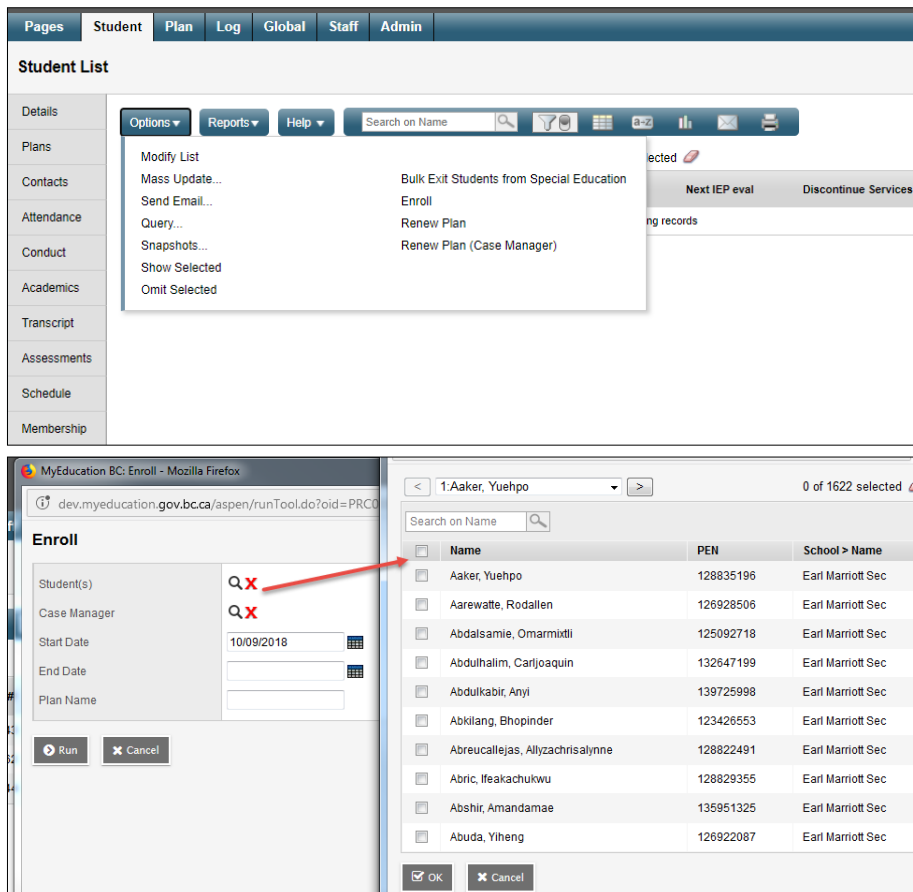 Pages Student Plan Log Global Staff Admin
Student List
Details
Plans
Contacts
Attendance
Conduct
Academics
Transcript
Assessments
Schedule
Membership
Options Reports Help Search on Name a-z
Modify List
Mass Update...
Send Email...
Query...
Snapshots...
Show Selected
Omit Selected
Bulk Exit Students from Special Education
Enroll
Renew Plan
Renew Plan (Case Manager)
ected
Next IEP eval Discontinue Services
ng records
MyEducation BC: Enroll - Mozilla Firefox
dev.myeducation.gov.bc.ca/aspen/runTool.do?oid=PRC0
Enroll
Student(s)
Case Manager
Start Date 10/09/2018
End Date
Plan Name
Run Cancel
< 1:Aaker, Yuehpo > 0 of 1622 selected
Search on Name
Name PEN School > Name
Aaker, Yuehpo 128835196 Earl Marriott Sec
Aarewatte, Rodallen 126928506 Earl Marriott Sec
Abdalsamie, Omarmixtli 125092718 Earl Marriott Sec
Abdulhalim, Carljoaquin 132647199 Earl Marriott Sec
Abdulkabir, Anyi 139725998 Earl Marriott Sec
Abkilang, Bhopinder 123426553 Earl Marriott Sec
Abreucallejas, Allyzachrisalynne 128822491 Earl Marriott Sec
Abric, Ifeakachukwu 128829355 Earl Marriott Sec
Abshir, Amandamae 135951325 Earl Marriott Sec
Abuda, Yiheng 126922087 Earl Marriott Sec
OK Cancel